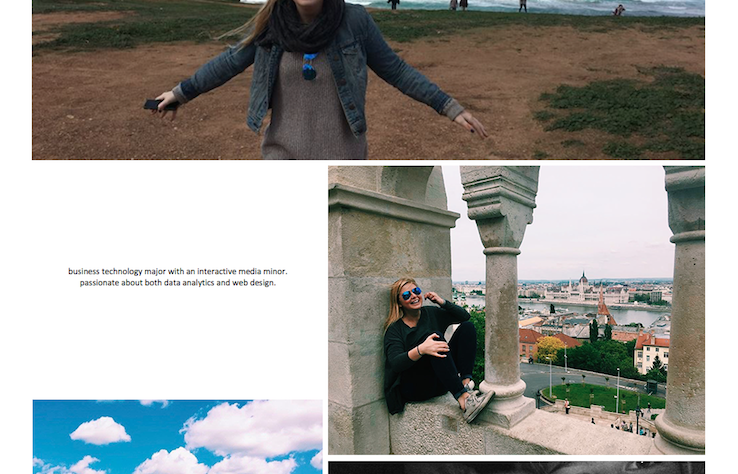 business technology major with an interactive media minor.
passionate about both data analytics and web design.